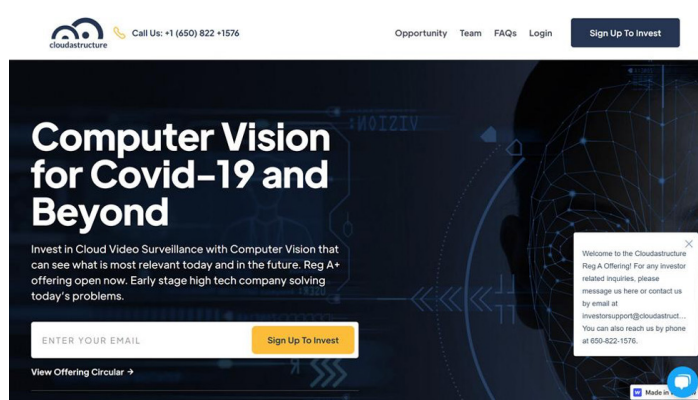 cloudastructure
Call Us: +1 (650) 822 +1576
Opportunity Team FAQs Login Sign Up To Invest
Computer Vision
for Covid-19 and
Beyond
Invest in Cloud Video Surveillance with Computer Vision that
can see what is most relevant today and in the future. Reg A+
offering open now. Early stage high tech company solving
today's problems.
ENTER YOUR EMAIL Sign Up To Invest
View Offering Circular →
Welcome to the Cloudastructure
Reg A Offering! For any investor
related inquiries, please
message us here or contact us
by email at
investorsupport@cloudastruct...
You can also reach us by phone
at 650-822-1576.
Made in